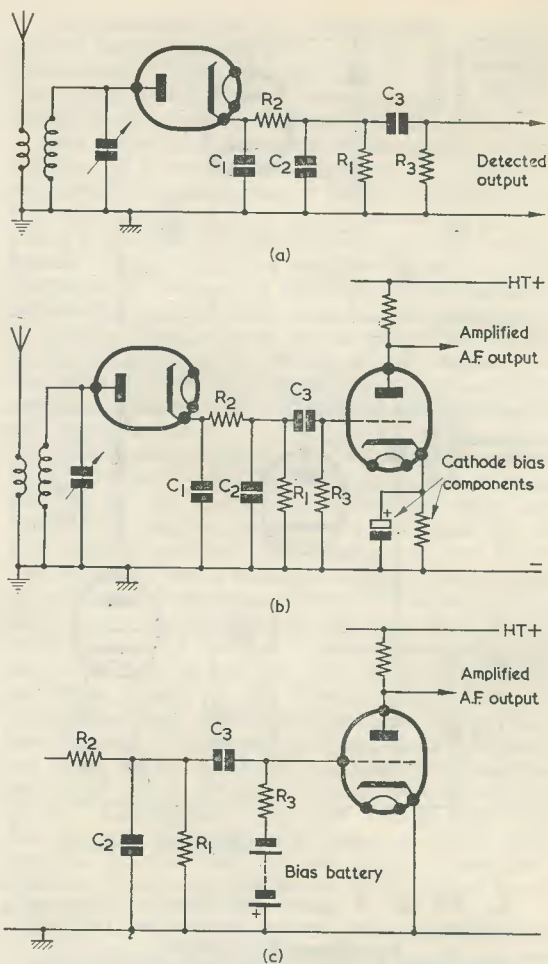 R2
C3
C1
C2
R1
R3
Detected
output
(a)
HT+
Amplified
A.F. output
R2
C3
C1
C2
R1
R3
Cathode bias
components
+
−
(b)
HT+
Amplified
A.F. output
R2
C3
R3
C2
R1
Bias battery
+
(c)